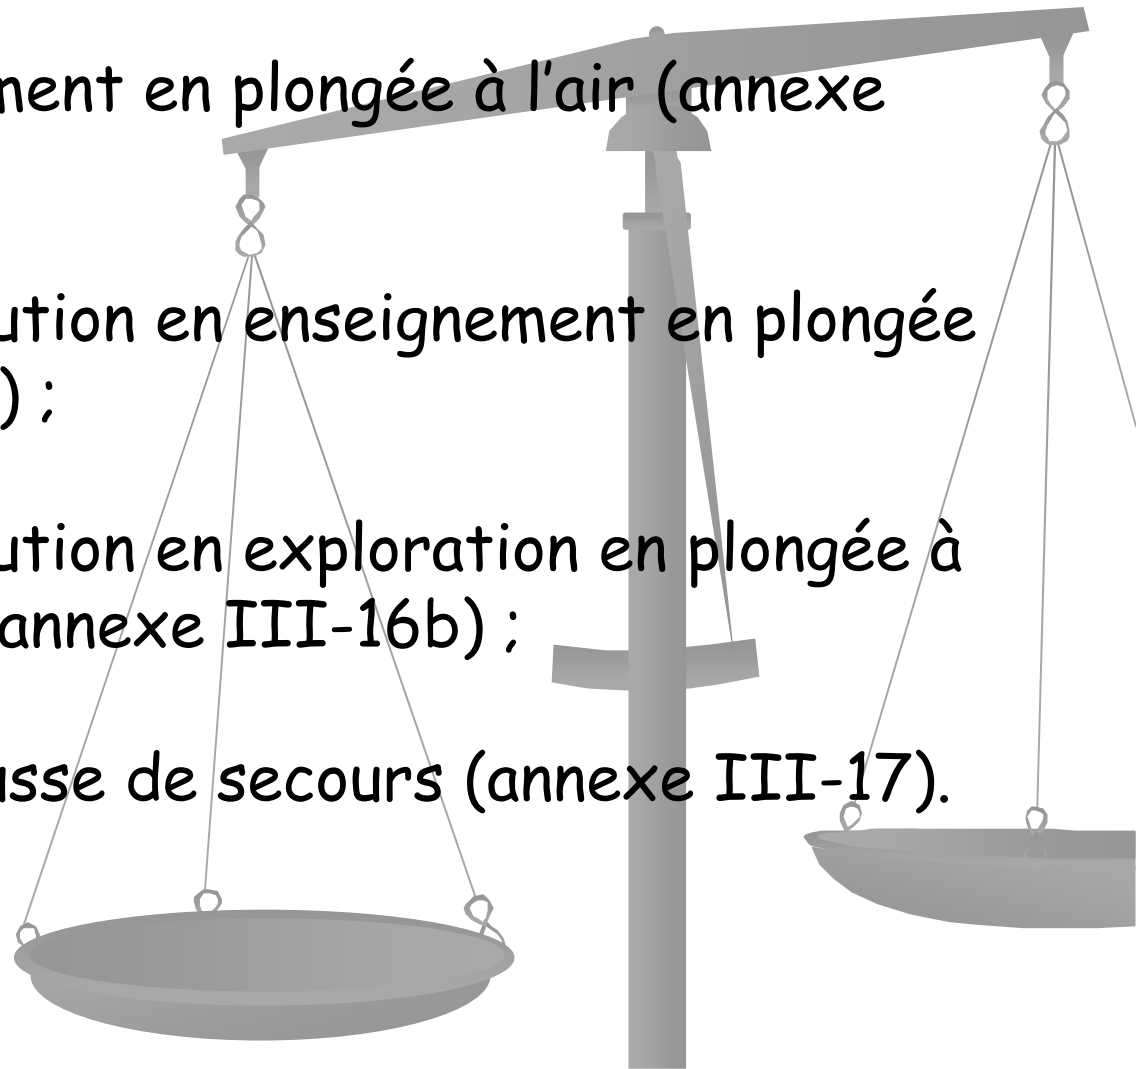 ment en plongée à l’air (annexe
ution en enseignement en plongée
) ;
ution en exploration en plongée à
annexe III-16b) ;
sse de secours (annexe III-17).